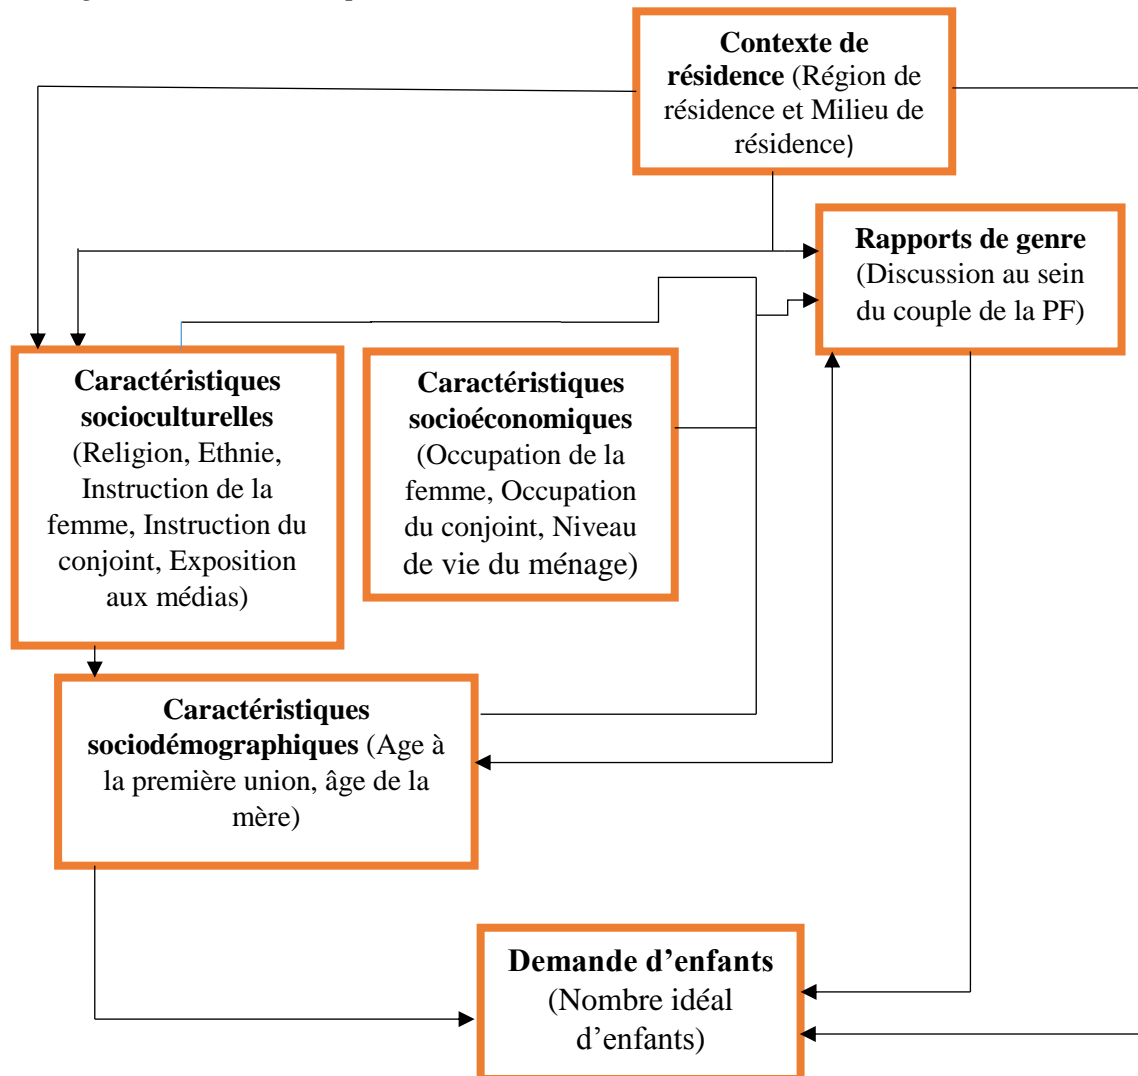 Contexte de
résidence (Région de
résidence et Milieu de
résidence)
Rapports de genre
(Discussion au sein
du couple de la PF)
Caractéristiques
socioculturelles
(Religion, Ethnie,
Instruction de la
femme, Instruction du
conjoint, Exposition
aux médias)
Caractéristiques
socioéconomiques
(Occupation de la
femme, Occupation
du conjoint, Niveau
de vie du ménage)
Caractéristiques
sociodémographiques (Age à
la première union, âge de la
mère)
Demande d’enfants
(Nombre idéal
d’enfants)